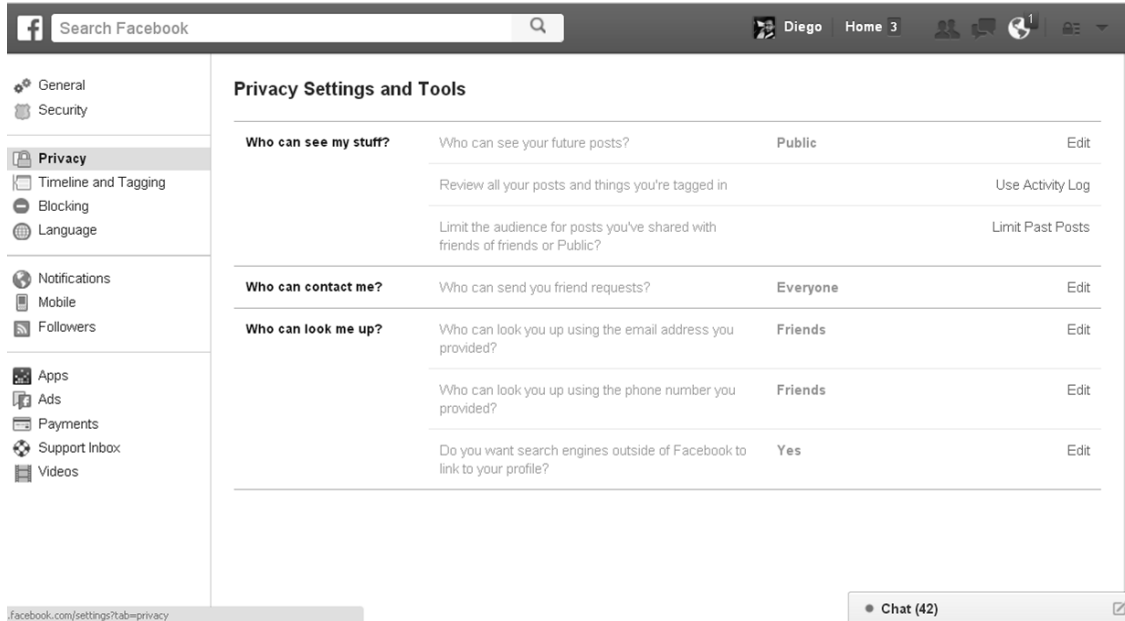 f Search Facebook Diego Home 3 1
General
Security
Privacy
Timeline and Tagging
Blocking
Language
Notifications
Mobile
Followers
Apps
Ads
Payments
Support Inbox
Videos
Privacy Settings and Tools
Who can see my stuff? Who can see your future posts? Public Edit
Review all your posts and things you're tagged in Use Activity Log
Limit the audience for posts you've shared with Limit Past Posts
friends of friends or Public?
Who can contact me? Who can send you friend requests? Everyone Edit
Who can look me up? Who can look you up using the email address you Friends Edit
provided?
Who can look you up using the phone number you Friends Edit
provided?
Do you want search engines outside of Facebook to Yes Edit
link to your profile?
.facebook.com/settings?tab=privacy
Chat (42)